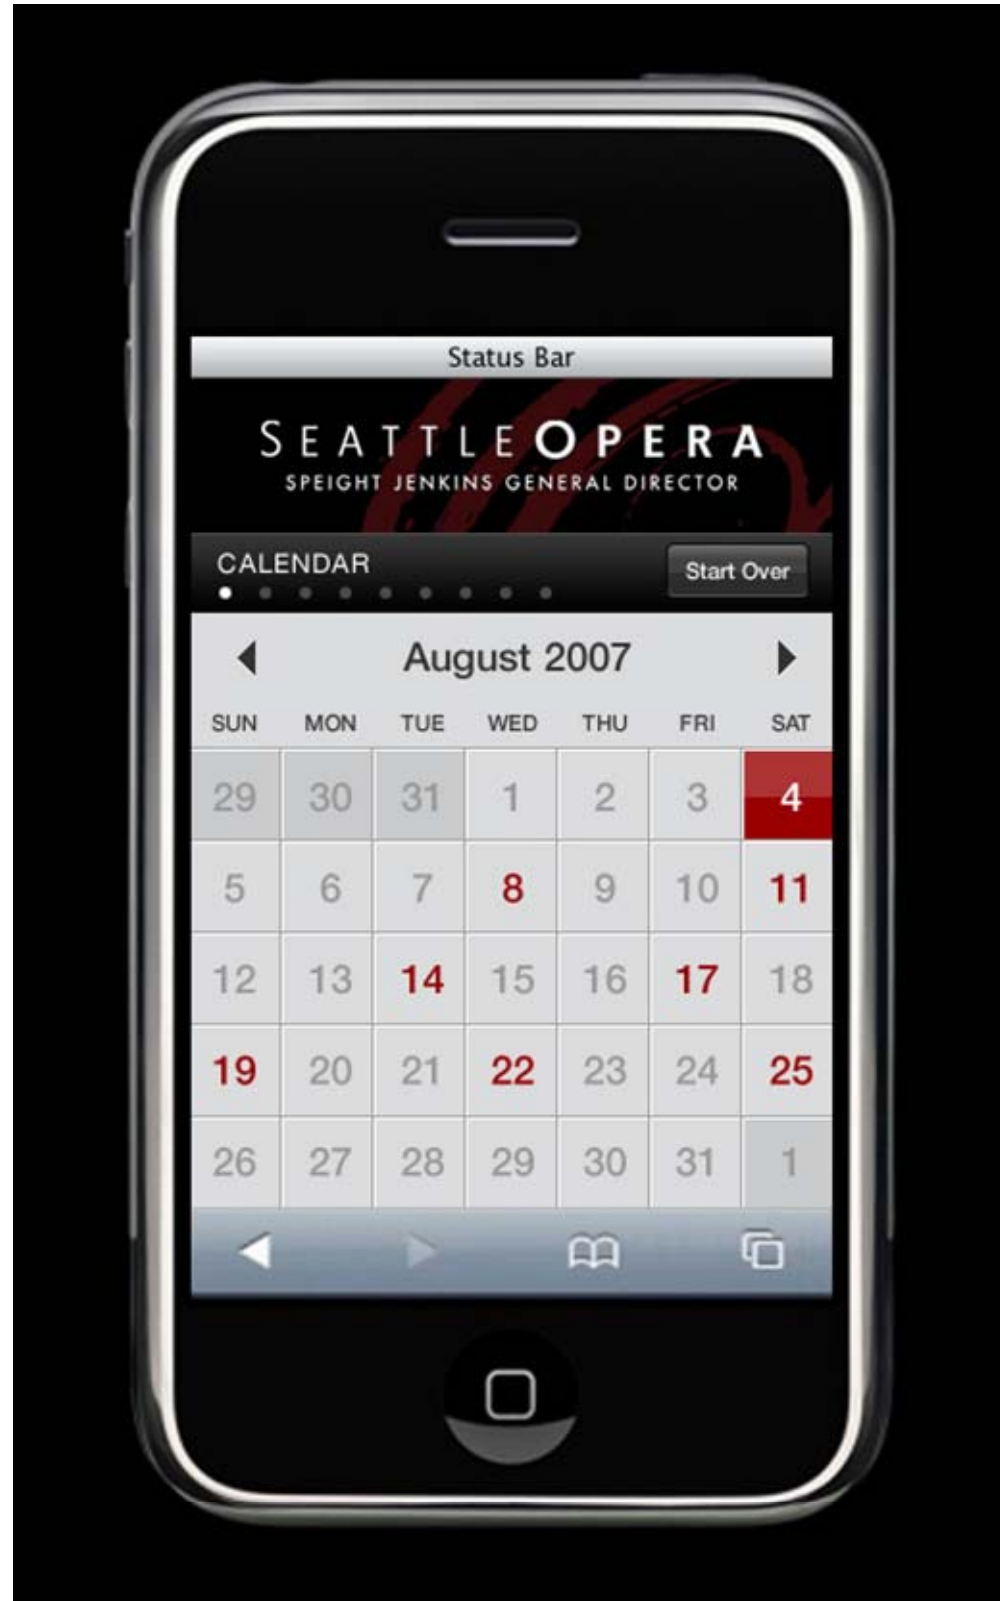 Status Bar
SEATTLE OPERA
SPEIGHT JENKINS GENERAL DIRECTOR
CALENDAR
Start Over
August 2007
SUN MON TUE WED THU FRI SAT
29 30 31 1 2 3 4
5 6 7 8 9 10 11
12 13 14 15 16 17 18
19 20 21 22 23 24 25
26 27 28 29 30 31 1